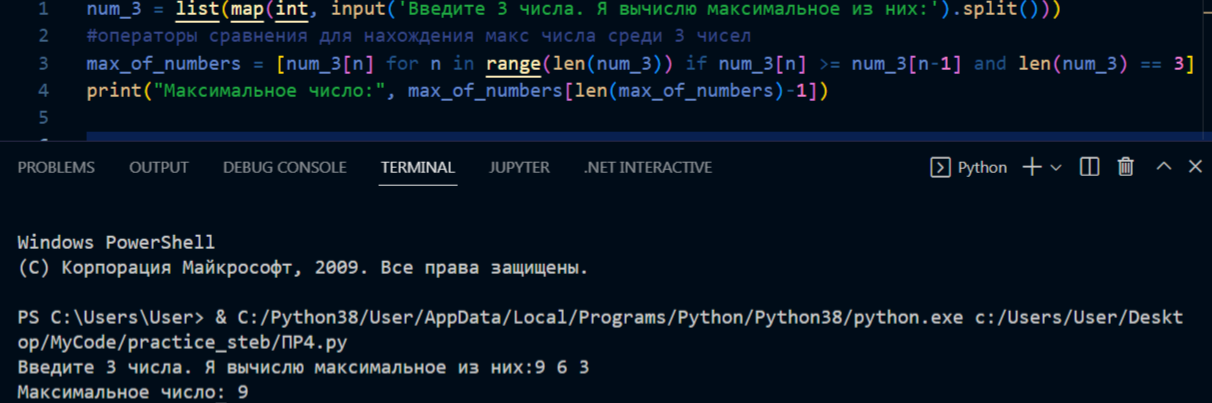 1 num_3 = list(map(int, input('Введите 3 числа. Я вычислю максимальное из них:').split()))
2 #операторы сравнения для нахождения макс числа среди 3 чисел
3 max_of_numbers = [num_3[n] for n in range(len(num_3)) if num_3[n] >= num_3[n-1] and len(num_3) == 3]
4 print("Максимальное число:", max_of_numbers[len(max_of_numbers)-1])
5
PROBLEMS OUTPUT DEBUG CONSOLE TERMINAL JUPYTER .NET INTERACTIVE Python
Windows PowerShell
(C) Корпорация Майкрософт, 2009. Все права защищены.
PS C:\Users\User> & C:/Python38/User/AppData/Local/Programs/Python/Python38/python.exe c:/Users/User/Deskt
op/MyCode/practice_steb/ПР4.py
Введите 3 числа. Я вычислю максимальное из них:9 6 3
Максимальное число: 9